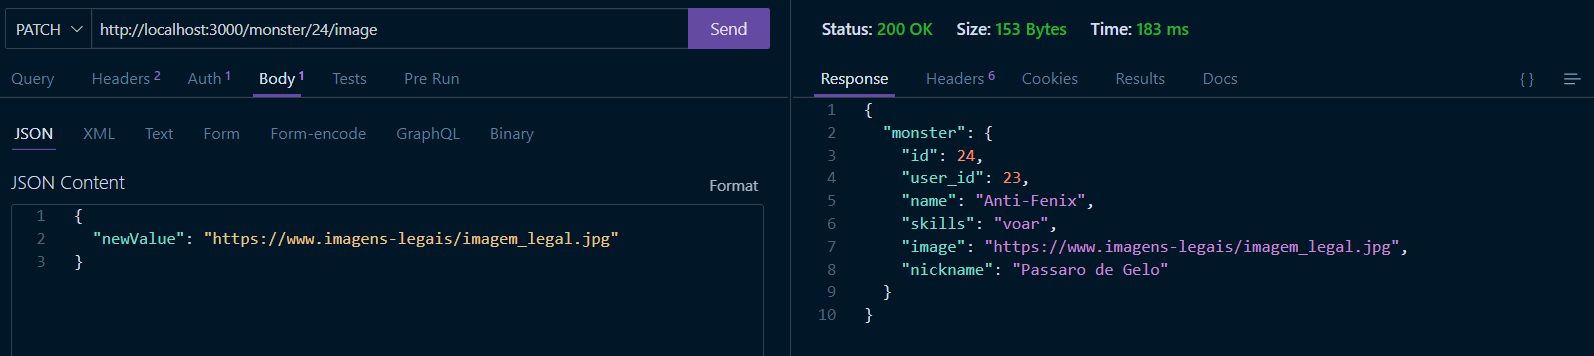 PATCH http://localhost:3000/monster/24/image Send
Query Headers 2 Auth 1 Body 1 Tests Pre Run
JSON XML Text Form Form-encode GraphQL Binary
JSON Content Format
1 {
2 "newValue": "https://www.imagens-legais/imagem_legal.jpg"
3 }
Status: 200 OK Size: 153 Bytes Time: 183 ms
Response Headers 6 Cookies Results Docs {}
1 {
2 "monster": {
3 "id": 24,
4 "user_id": 23,
5 "name": "Anti-Fenix",
6 "skills": "voar",
7 "image": "https://www.imagens-legais/imagem_legal.jpg",
8 "nickname": "Passaro de Gelo"
9 }
10 }